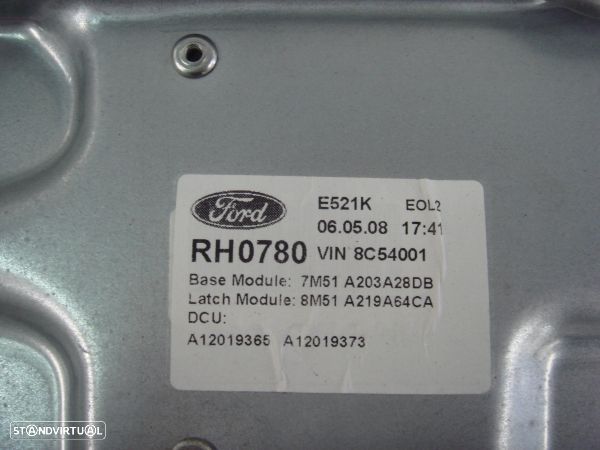 Ford
E521K EOL2
06.05.08 17:41
RH0780 VIN 8C54001
Base Module: 7M51 A203A28DB
Latch Module: 8M51 A219A64CA
DCU:
A12019365 A12019373
STANDVIRTUAL